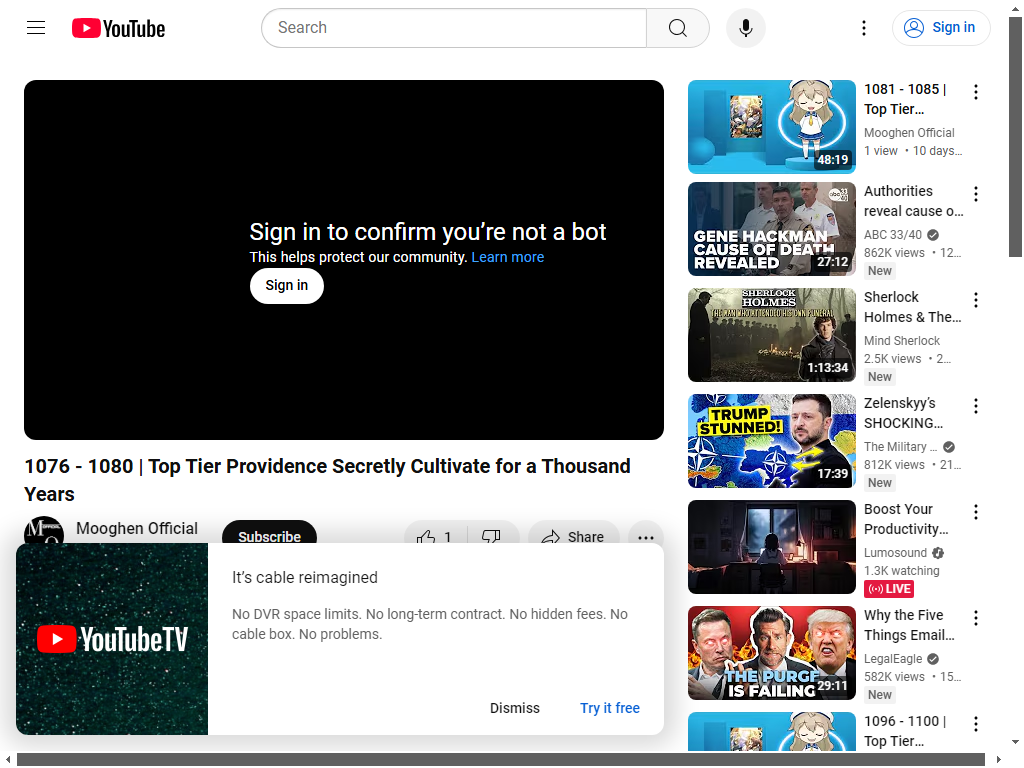 YouTube
Search
Sign in
Sign in to confirm you’re not a bot
This helps protect our community. Learn more
Sign in
1076 - 1080 | Top Tier Providence Secretly Cultivate for a Thousand
Years
Mooghen Official
Subscribe
1
Share
YouTubeTV
It’s cable reimagined
No DVR space limits. No long-term contract. No hidden fees. No
cable box. No problems.
Dismiss
Try it free
48:19
1081 - 1085 |
Top Tier…
Mooghen Official
1 view • 10 days…
GENE HACKMAN
CAUSE OF DEATH
REVEALED
27:12
Authorities
reveal cause o…
ABC 33/40
862K views • 12…
New
SHERLOCK
HOLMES
THE MAN WHO ATTENDED HIS OWN FUNERAL
1:13:34
Sherlock
Holmes & The…
Mind Sherlock
2.5K views • 2…
New
TRUMP
STUNNED!
17:39
Zelenskyy’s
SHOCKING…
The Military …
812K views • 21…
New
Boost Your
Productivity…
Lumosound
1.3K watching
LIVE
THE PURGE
IS FAILING
29:11
Why the Five
Things Email…
LegalEagle
582K views • 15…
New
1096 - 1100 |
Top Tier…